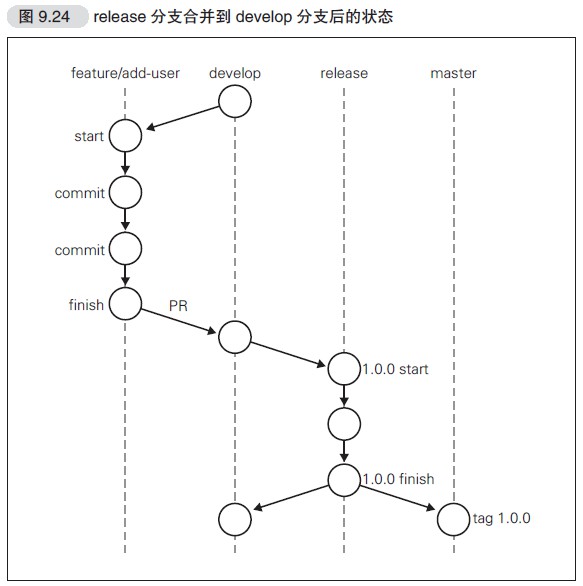 图 9.24 release 分支合并到 develop 分支后的状态
feature/add-user develop release master
start
commit
commit
finish PR
1.0.0 start
1.0.0 finish
tag 1.0.0